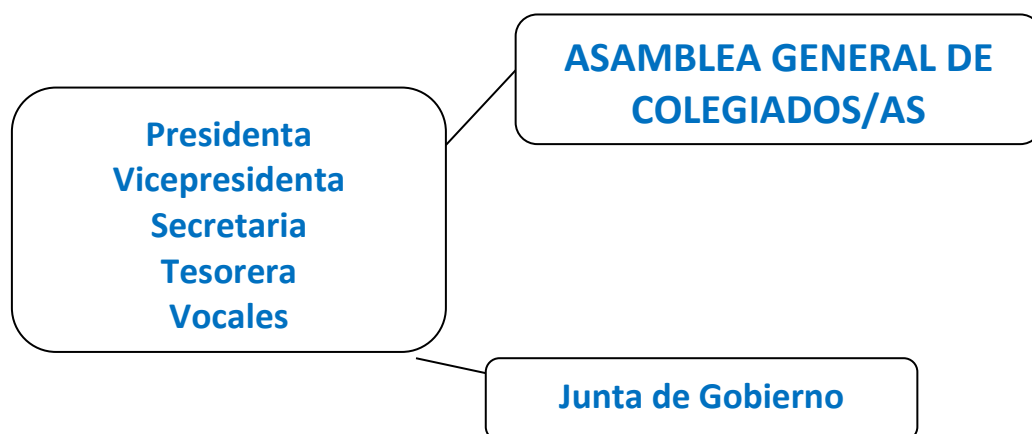 ASAMBLEA GENERAL DE
COLEGIADOS/AS
Presidenta
Vicepresidenta
Secretaria
Tesorera
Vocales
Junta de Gobierno